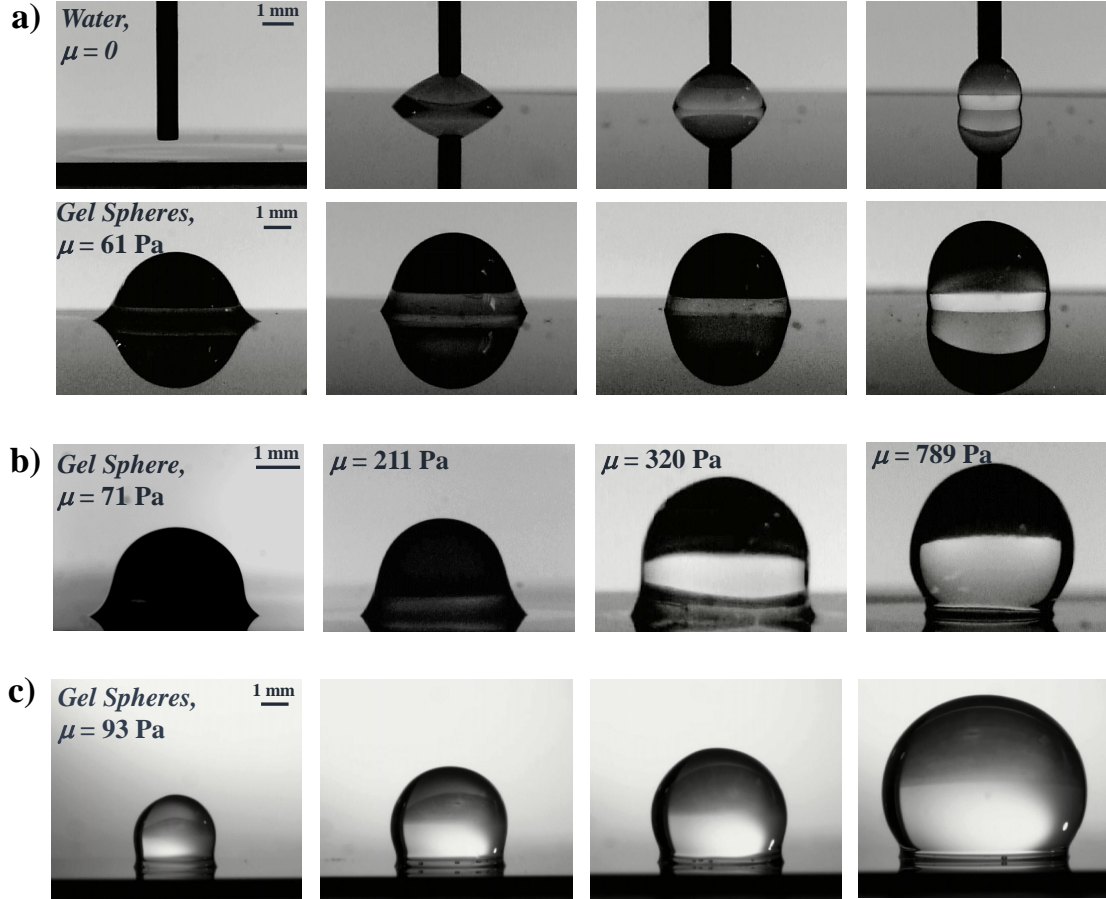 a)
Water,
μ = 0
1 mm
Gel Spheres,
μ = 61 Pa
1 mm
b)
Gel Sphere,
μ = 71 Pa
1 mm
μ = 211 Pa
μ = 320 Pa
μ = 789 Pa
c)
Gel Spheres,
μ = 93 Pa
1 mm